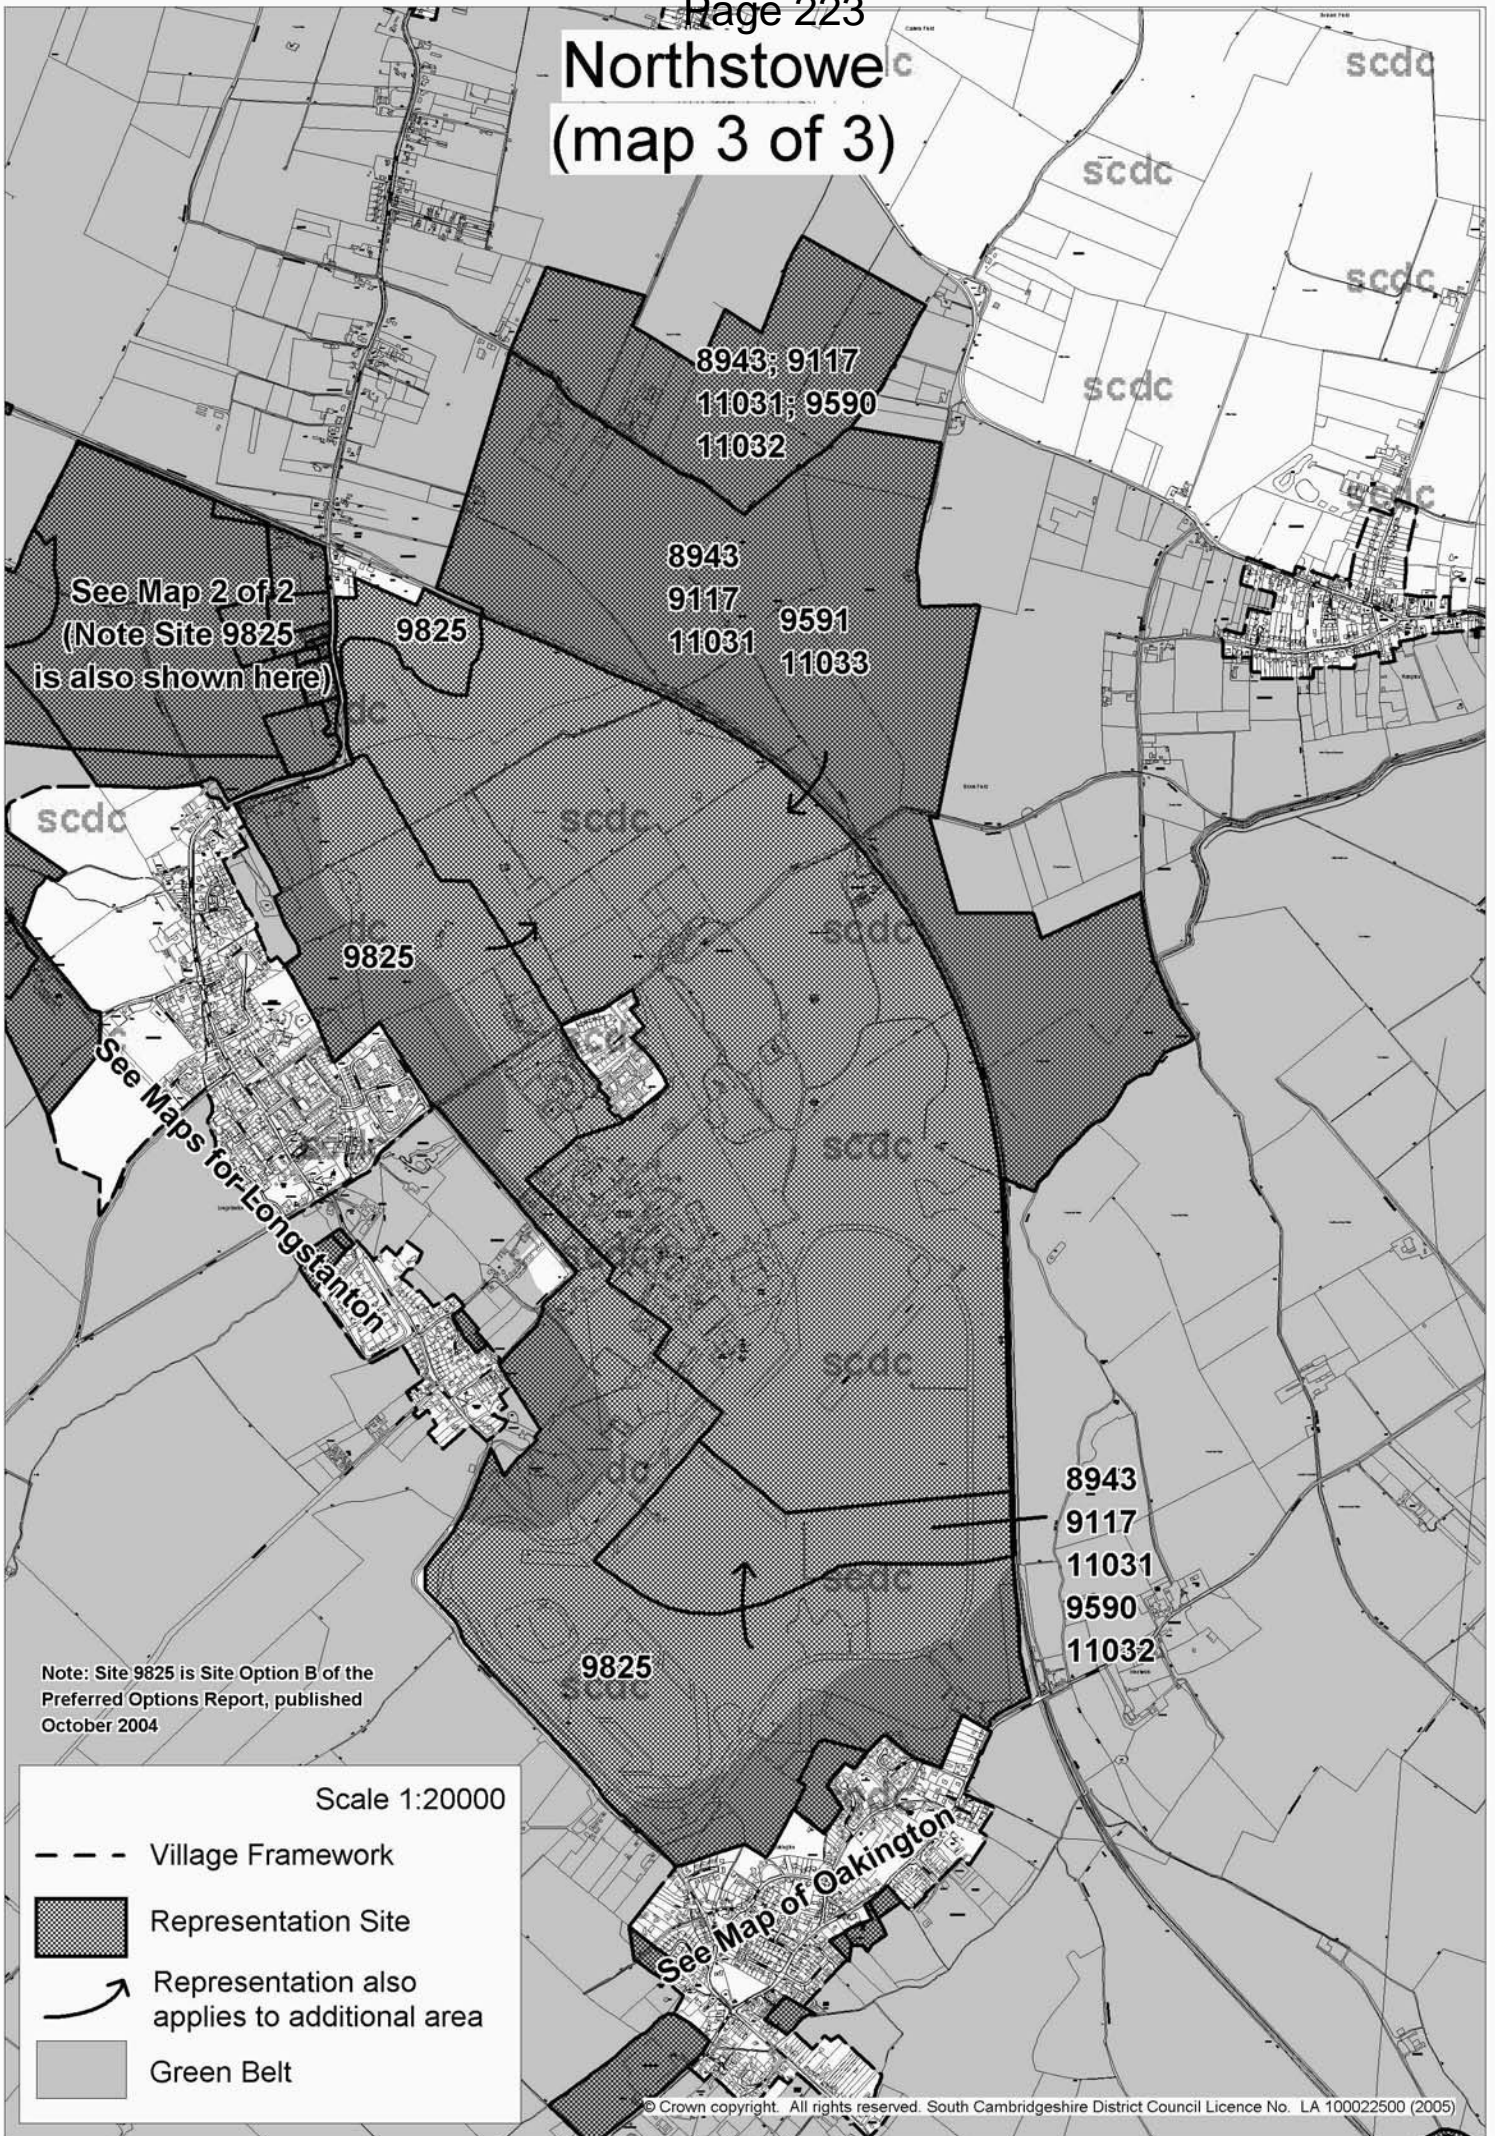 Page 223
Northstowe
(map 3 of 3)
scdc
scdc
scdc
scdc
scdc
8943; 9117
11031; 9590
11032
8943
9117
11031
9591
11033
See Map 2 of 2
(Note Site 9825
is also shown here)
9825
scdc
scdc
scdc
9825
scdc
See Maps for Longstanton
scdc
scdc
8943
9117
11031
9590
11032
scdc
9825
scdc
Note: Site 9825 is Site Option B of the
Preferred Options Report, published
October 2004
See Map of Oakington
Scale 1:20000
Village Framework
Representation Site
Representation also
applies to additional area
Green Belt
© Crown copyright. All rights reserved. South Cambridgeshire District Council Licence No. LA 100022500 (2005)